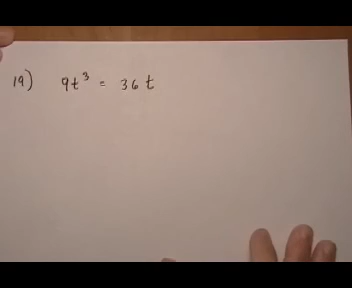 19) 9t³ = 36t